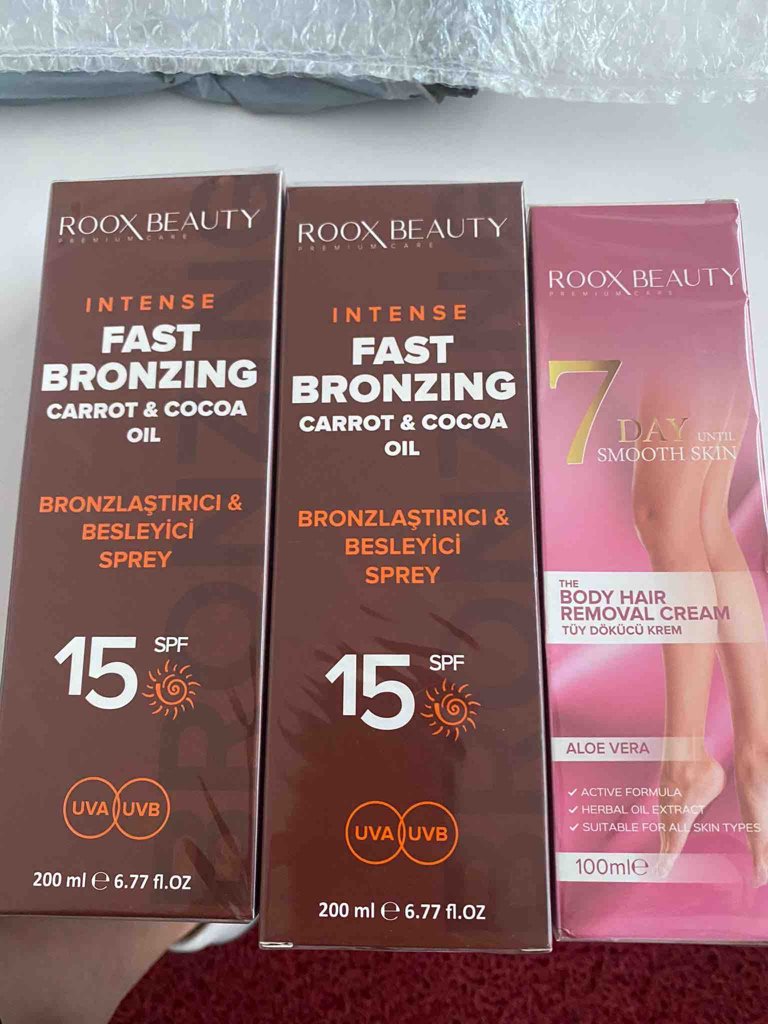 ROOX BEAUTY
PREMIUM CARE
INTENSE
FAST
BRONZING
CARROT & COCOA
OIL
BRONZLAŞTIRICI &
BESLEYİCİ
SPREY
15 SPF
UVA UVB
200 ml ℮ 6.77 fl.OZ
BRONZING
ROOX BEAUTY
PREMIUM CARE
INTENSE
FAST
BRONZING
CARROT & COCOA
OIL
BRONZLAŞTIRICI &
BESLEYİCİ
SPREY
15 SPF
UVA UVB
200 ml ℮ 6.77 fl.OZ
BRONZING
ROOX BEAUTY
PREMIUM CARE
7 DAY UNTIL
SMOOTH SKIN
THE
BODY HAIR
REMOVAL CREAM
TÜY DÖKÜCÜ KREM
ALOE VERA
✓ ACTIVE FORMULA
✓ HERBAL OIL EXTRACT
✓ SUITABLE FOR ALL SKIN TYPES
100ml℮